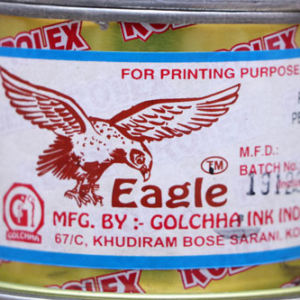 ROLEX
FOR PRINTING PURPOSE
M.F.D.:
BATCH No.
Eagle TM
GOLCHHA
MFG. BY :- GOLCHHA INK IND
67/C, KHUDIRAM BOSE SARANI, KO
ROLEX